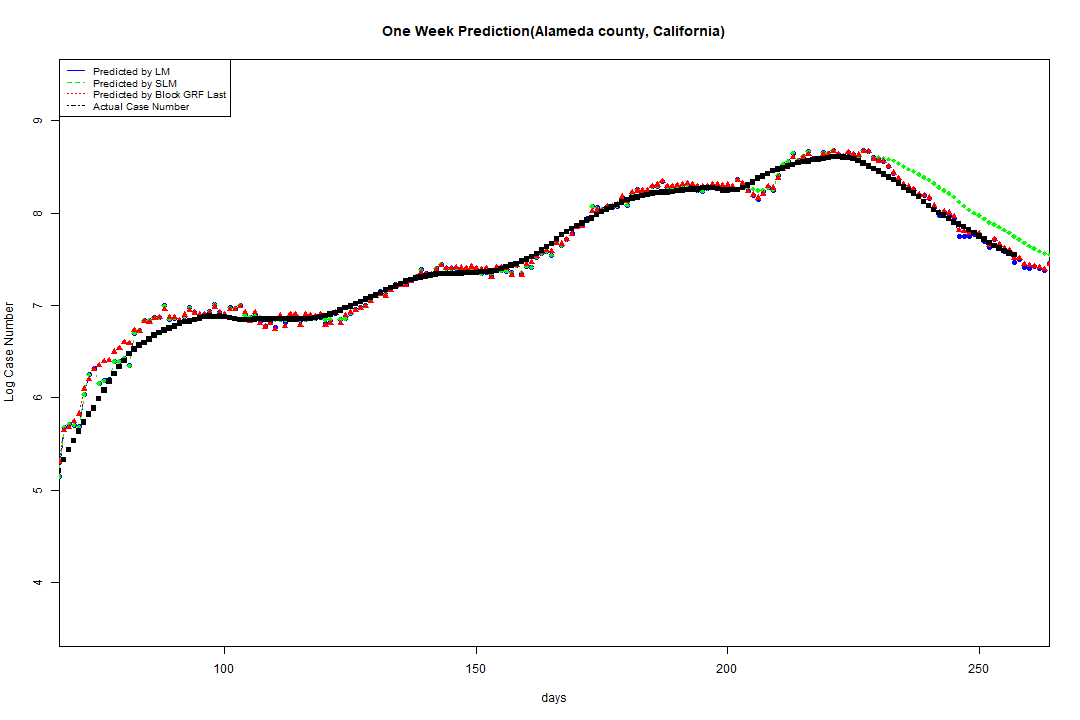 One Week Prediction(Alameda county, California)
Predicted by LM
Predicted by SLM
Predicted by Block GRF Last
Actual Case Number
9
8
7
6
5
4
Log Case Number
100 150 200 250
days